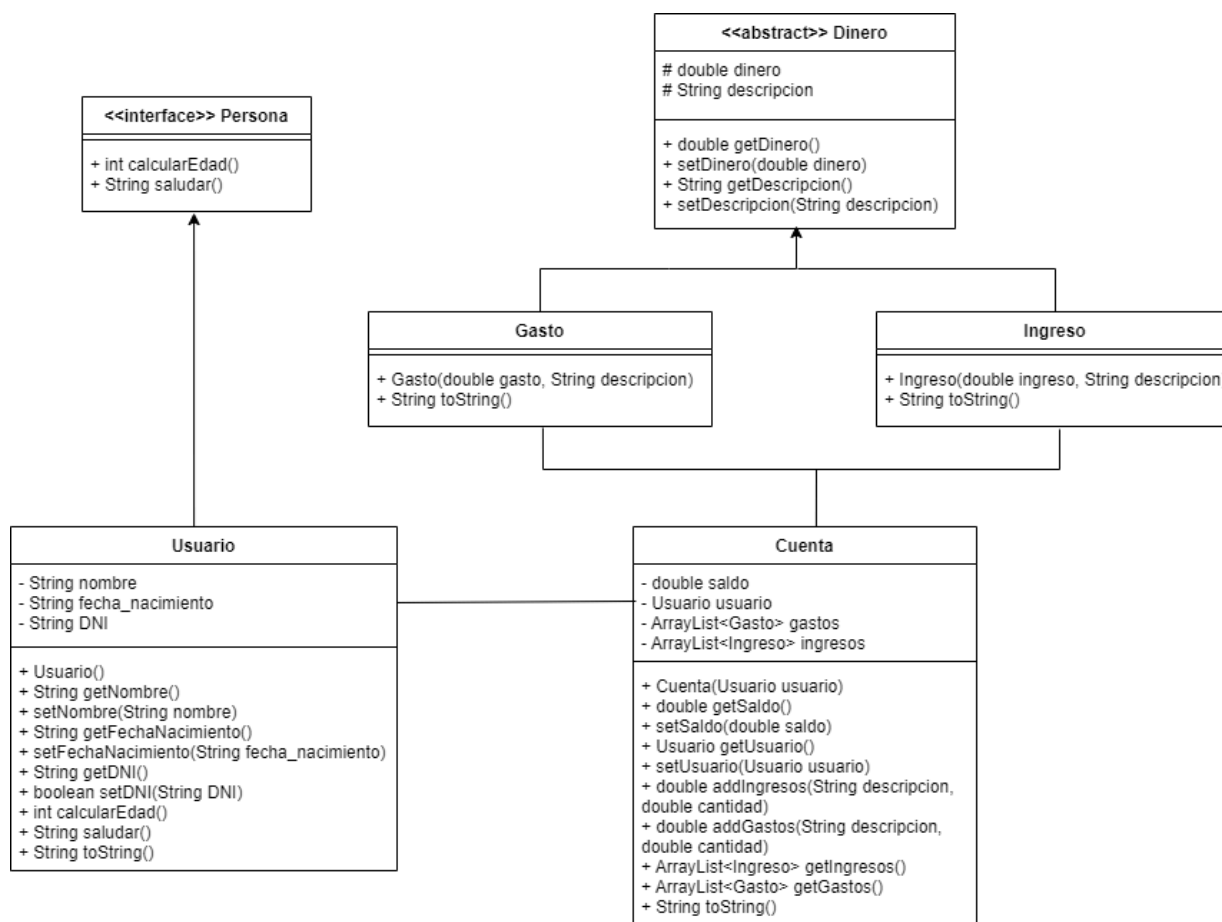 <<abstract>> Dinero
# double dinero
# String descripcion
+ double getDinero()
+ setDinero(double dinero)
+ String getDescripcion()
+ setDescripcion(String descripcion)
<<interface>> Persona
+ int calcularEdad()
+ String saludar()
Gasto
+ Gasto(double gasto, String descripcion)
+ String toString()
Ingreso
+ Ingreso(double ingreso, String descripcion)
+ String toString()
Usuario
- String nombre
- String fecha_nacimiento
- String DNI
+ Usuario()
+ String getNombre()
+ setNombre(String nombre)
+ String getFechaNacimiento()
+ setFechaNacimiento(String fecha_nacimiento)
+ String getDNI()
+ boolean setDNI(String DNI)
+ int calcularEdad()
+ String saludar()
+ String toString()
Cuenta
- double saldo
- Usuario usuario
- ArrayList<Gasto> gastos
- ArrayList<Ingreso> ingresos
+ Cuenta(Usuario usuario)
+ double getSaldo()
+ setSaldo(double saldo)
+ Usuario getUsuario()
+ setUsuario(Usuario usuario)
+ double addIngresos(String descripcion,
double cantidad)
+ double addGastos(String descripcion,
double cantidad)
+ ArrayList<Ingreso> getIngresos()
+ ArrayList<Gasto> getGastos()
+ String toString()